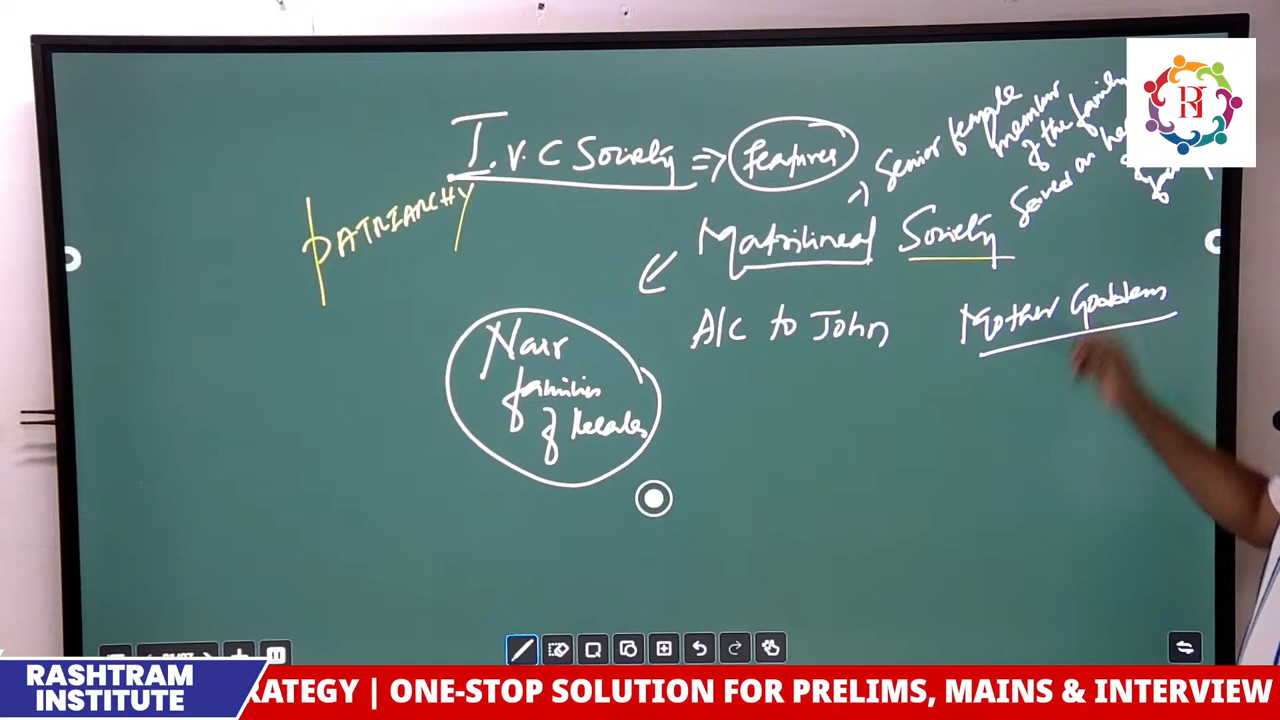 I.V.C Society => Features
PATRIARCHY
Senior female
member
of the family
Served as he
Matrilineal Society
A/C to John
Mother Goddess
Nair
families
of Kerala
RASHTRAM
INSTITUTE
RATEGY | ONE-STOP SOLUTION FOR PRELIMS, MAINS & INTERVIEW